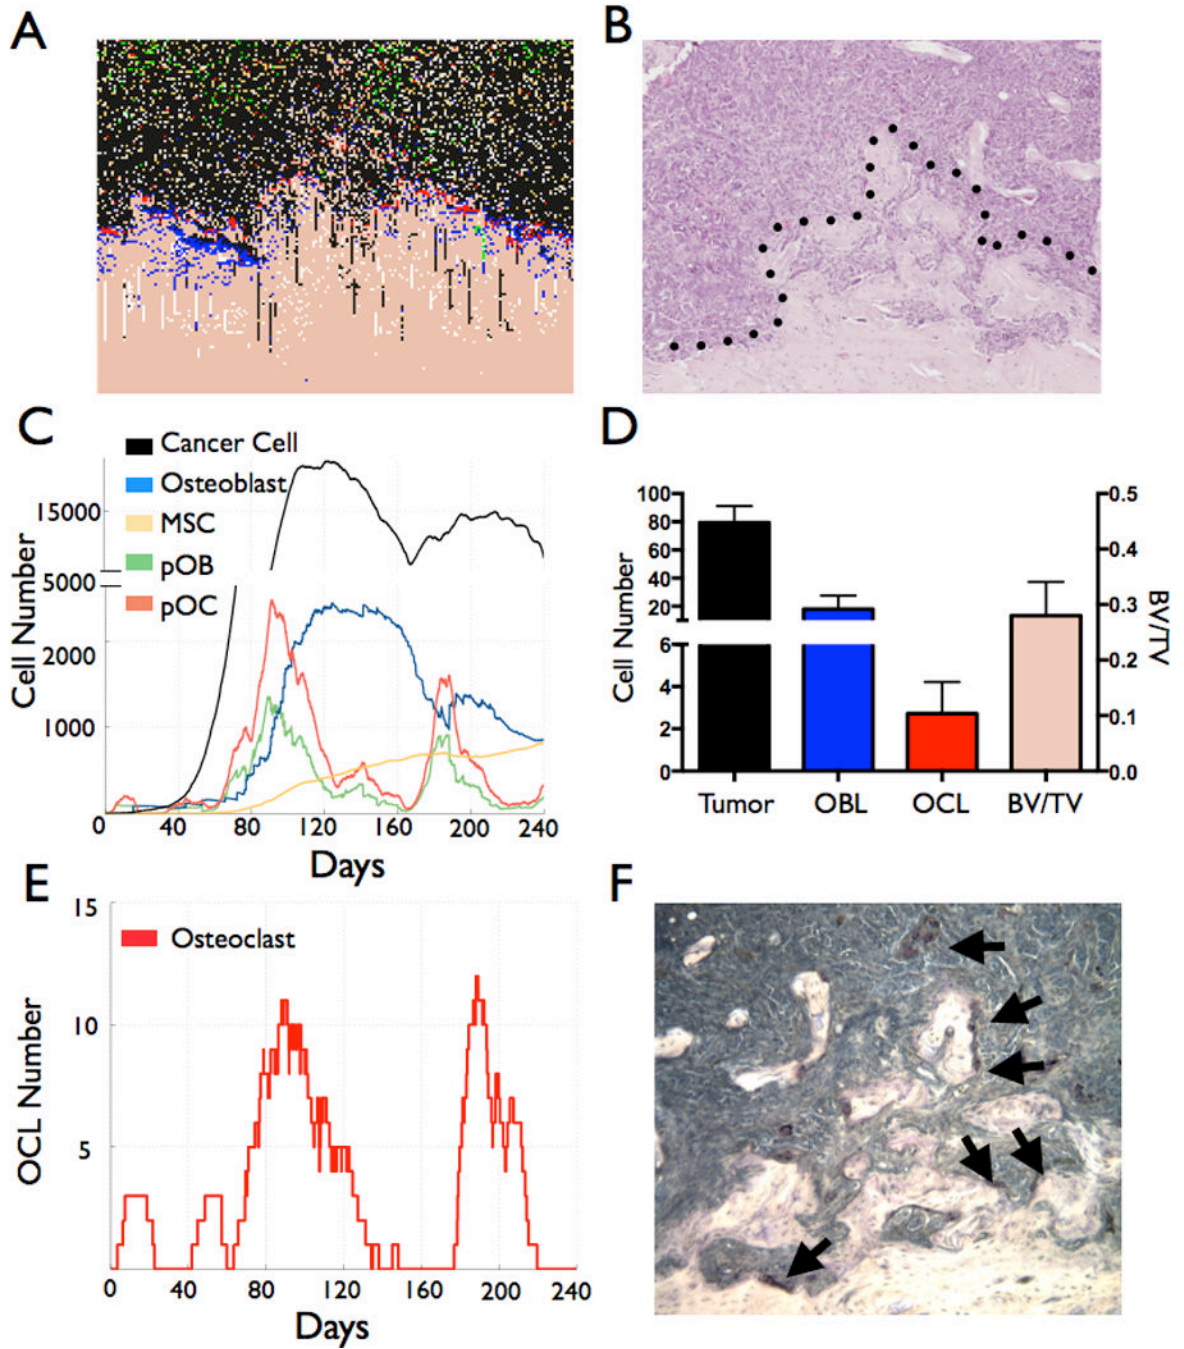 A
B
C
Cancer Cell
Osteoblast
MSC
pOB
pOC
15000
5000
2000
1000
Cell Number
0 40 80 120 160 200 240
Days
D
100
80
60
40
20
6
4
2
0
Cell Number
0.5
0.4
0.3
0.2
0.1
0.0
BV/TV
Tumor OBL OCL BV/TV
E
15
10
5
OCL Number
Osteoclast
0 40 80 120 160 200 240
Days
F